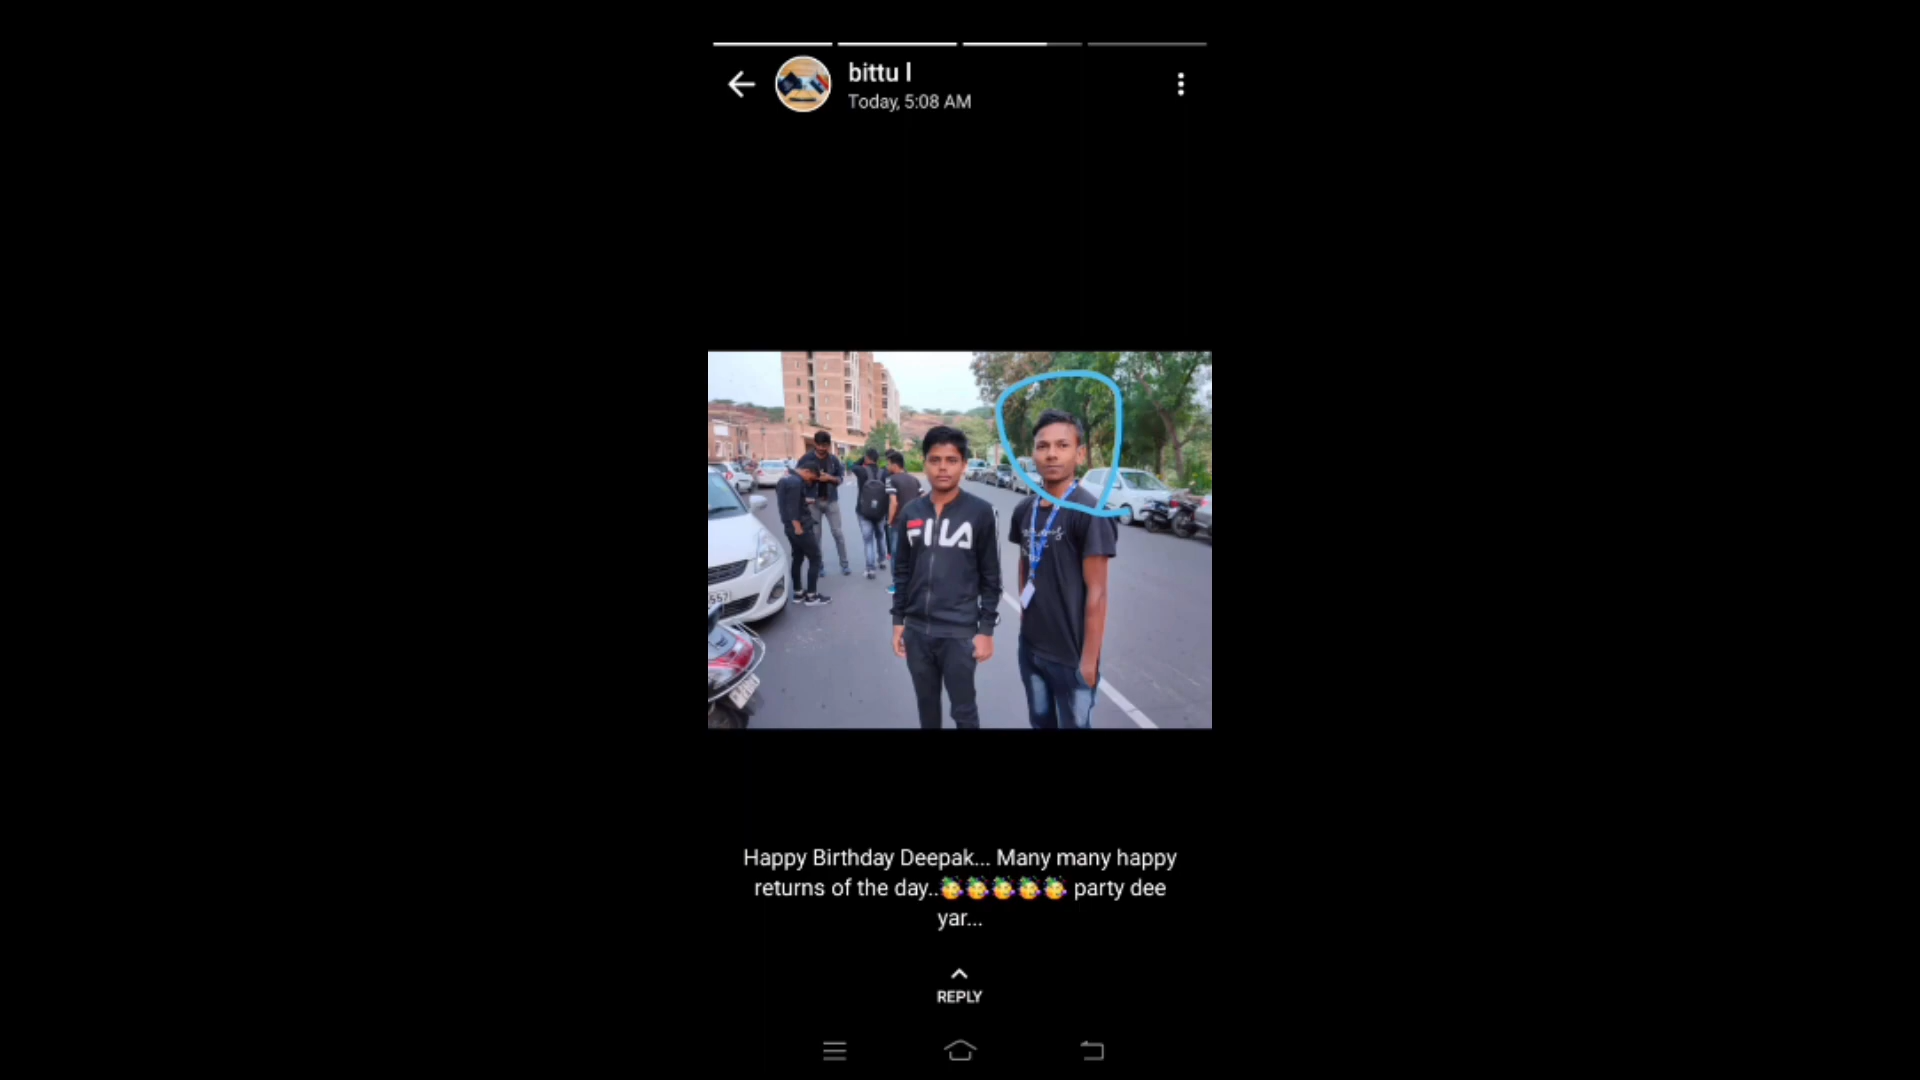 bittu l
Today, 5:08 AM
FILA
557
Happy Birthday Deepak... Many many happy
returns of the day..🥳🥳🥳🥳🥳 party dee
yar...
REPLY